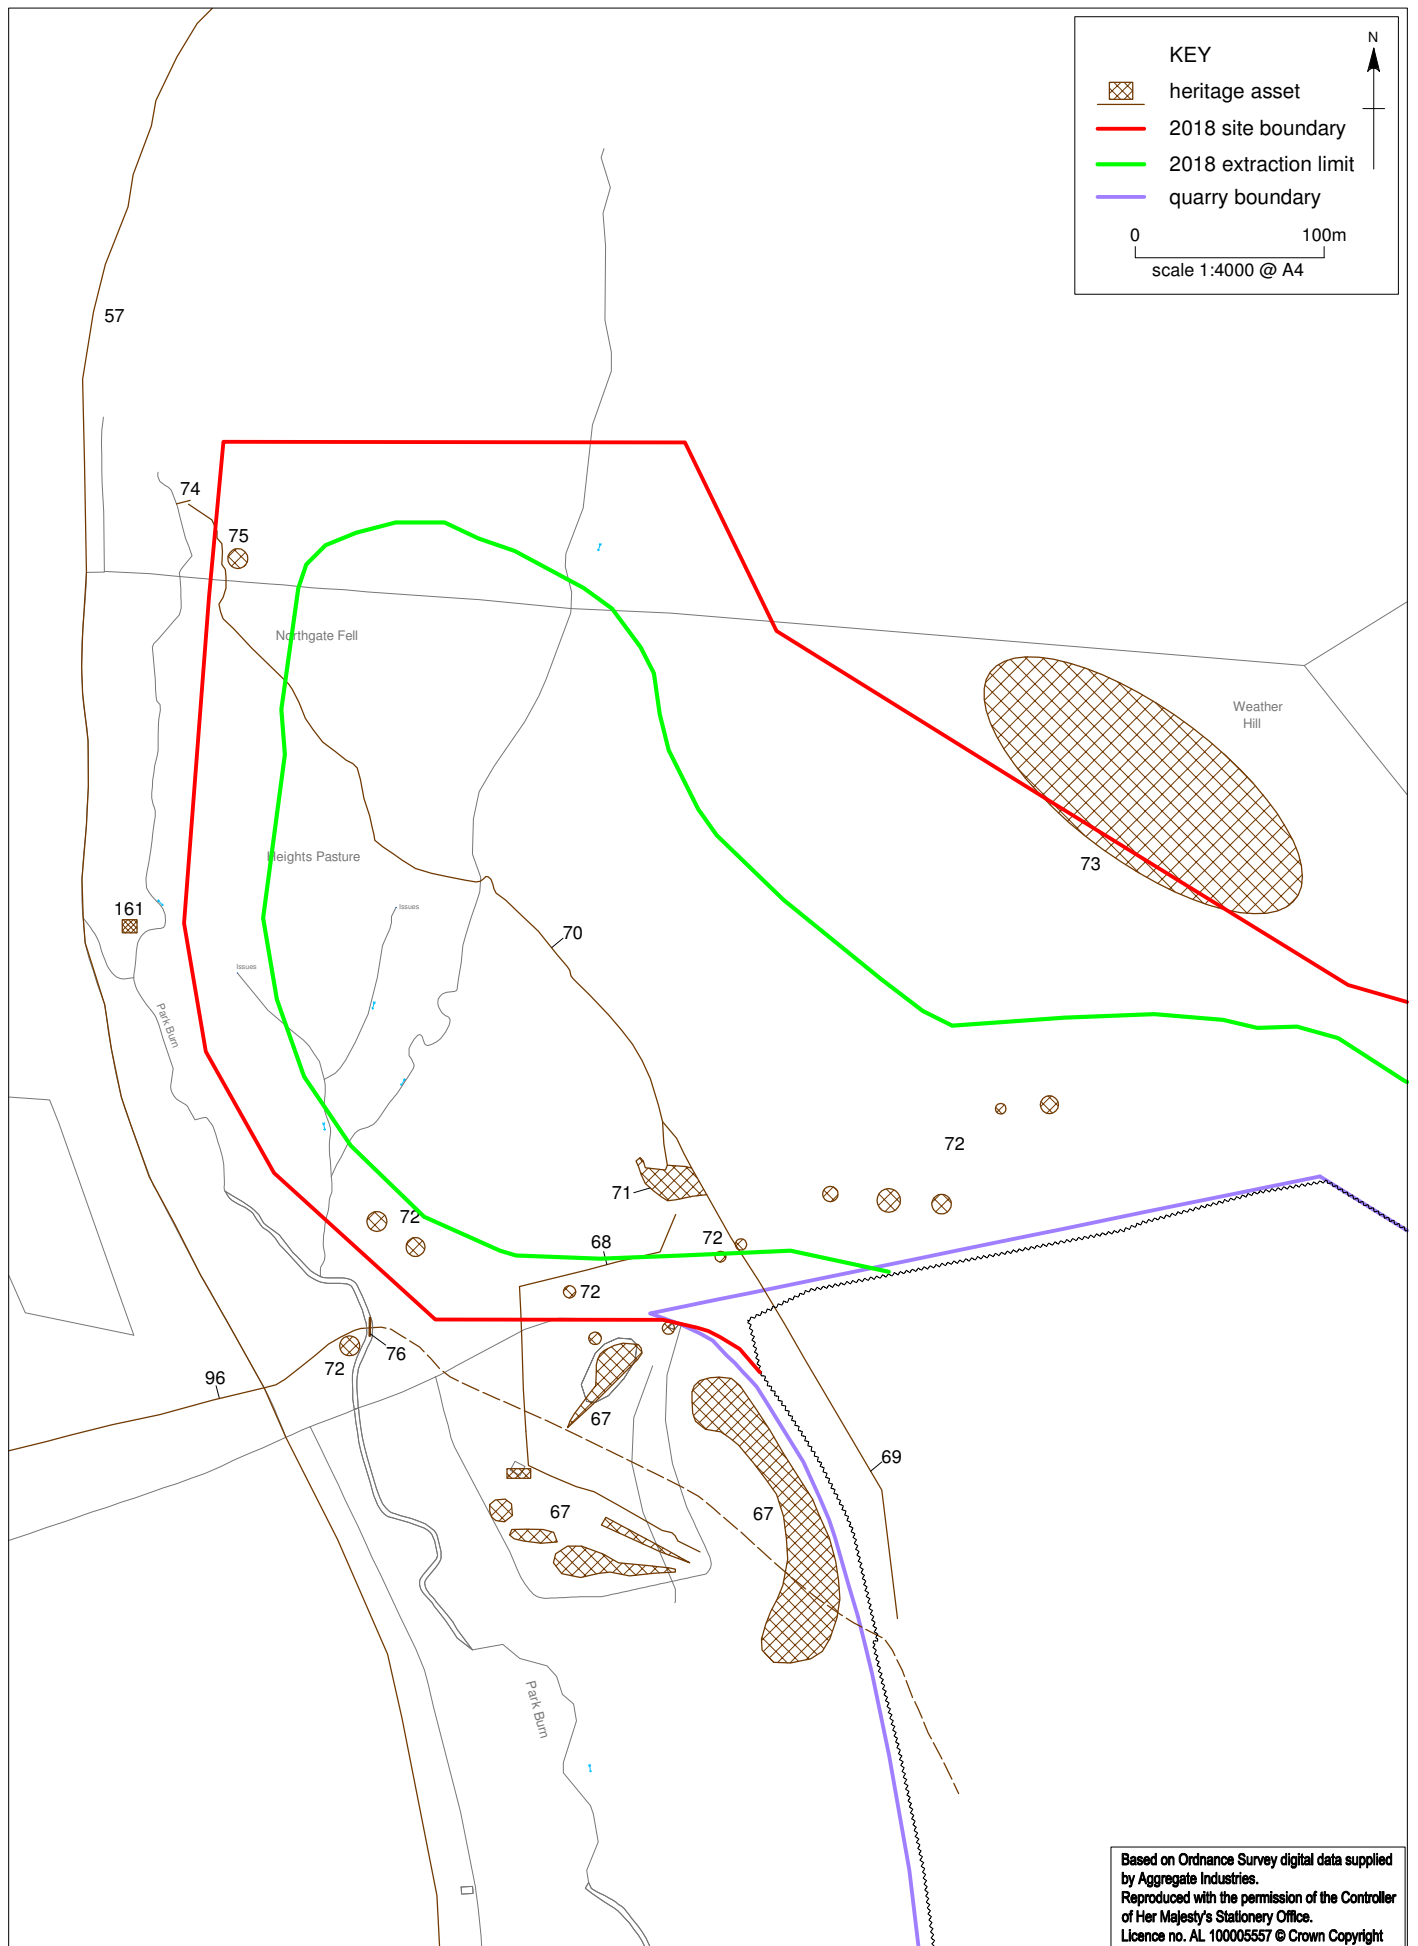 KEY
N
heritage asset
2018 site boundary
2018 extraction limit
quarry boundary
0 100m
scale 1:4000 @ A4
57
74
75
Northgate Fell
Weather
Hill
Heights Pasture
73
161
Issues
70
Issues
Park Burn
72
71
72
72
68
72
72
76
96
67
69
67
67
Park Burn
Based on Ordnance Survey digital data supplied
by Aggregate Industries.
Reproduced with the permission of the Controller
of Her Majesty's Stationery Office.
Licence no. AL 100005557 © Crown Copyright